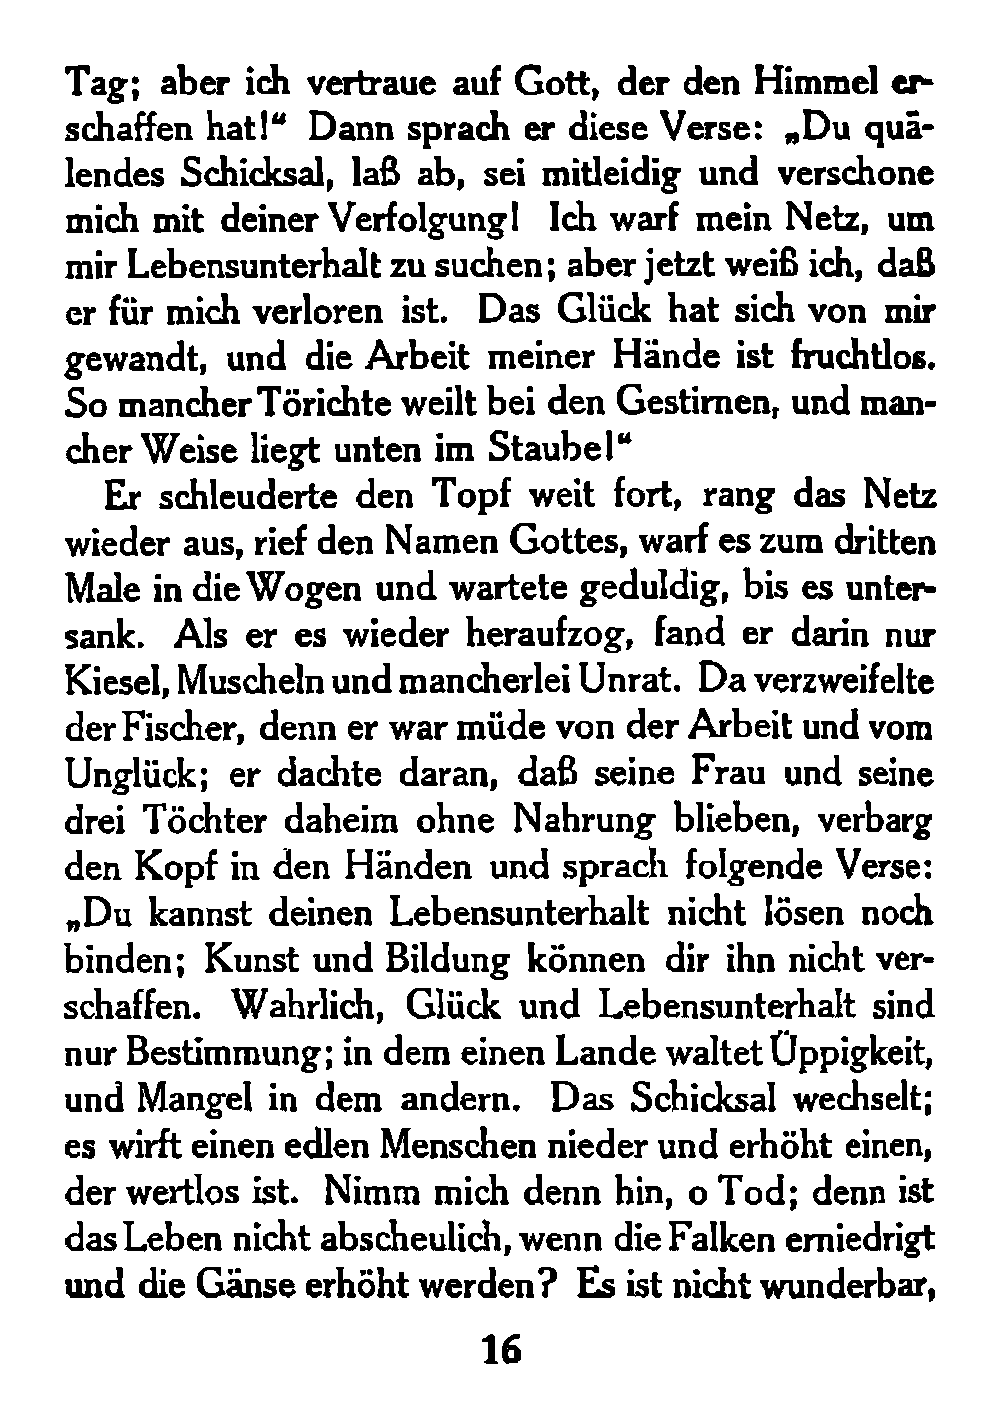 Tag; aber ich vertraue auf Gott, der den Himmel er-
schaffen hat!“ Dann sprach er diese Verse: „Du quä-
lendes Schicksal, laß ab, sei mitleidig und verschone
mich mit deiner Verfolgung! Ich warf mein Netz, um
mir Lebensunterhalt zu suchen; aber jetzt weiß ich, daß
er für mich verloren ist. Das Glück hat sich von mir
gewandt, und die Arbeit meiner Hände ist fruchtlos.
So mancher Törichte weilt bei den Gestirnen, und man-
cher Weise liegt unten im Staube!“
Er schleuderte den Topf weit fort, rang das Netz
wieder aus, rief den Namen Gottes, warf es zum dritten
Male in die Wogen und wartete geduldig, bis es unter-
sank. Als er es wieder heraufzog, fand er darin nur
Kiesel, Muscheln und mancherlei Unrat. Da verzweifelte
der Fischer, denn er war müde von der Arbeit und vom
Unglück; er dachte daran, daß seine Frau und seine
drei Töchter daheim ohne Nahrung blieben, verbarg
den Kopf in den Händen und sprach folgende Verse:
„Du kannst deinen Lebensunterhalt nicht lösen noch
binden; Kunst und Bildung können dir ihn nicht ver-
schaffen. Wahrlich, Glück und Lebensunterhalt sind
nur Bestimmung; in dem einen Lande waltet Üppigkeit,
und Mangel in dem andern. Das Schicksal wechselt;
es wirft einen edlen Menschen nieder und erhöht einen,
der wertlos ist. Nimm mich denn hin, o Tod; denn ist
das Leben nicht abscheulich, wenn die Falken erniedrigt
und die Gänse erhöht werden? Es ist nicht wunderbar,
16